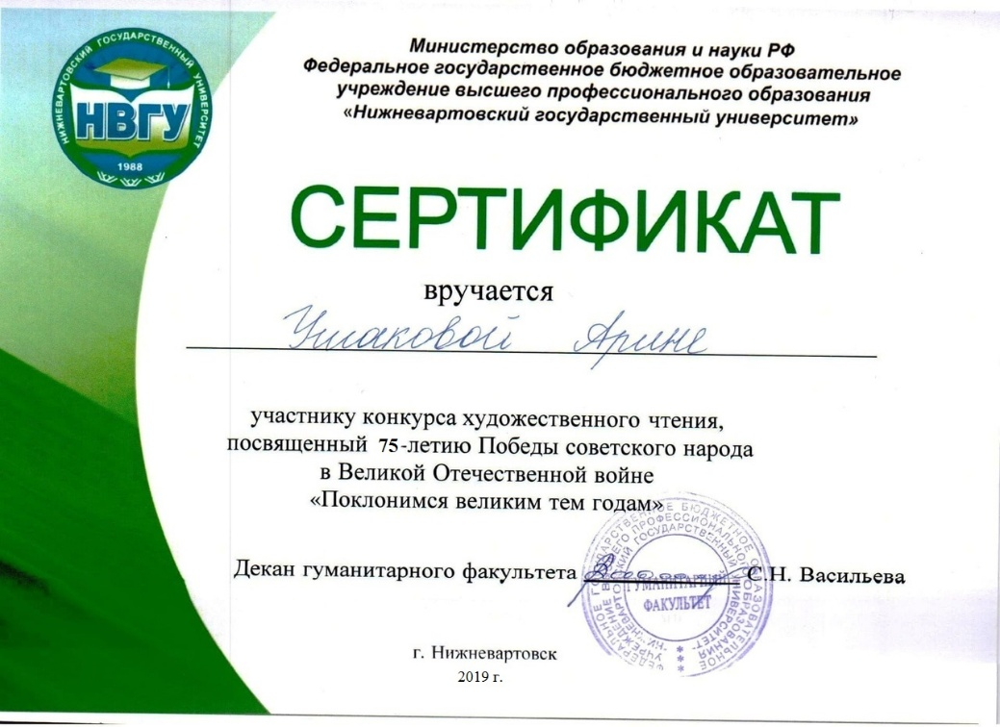 НИЖНЕВАРТОВСКИЙ ГОСУДАРСТВЕННЫЙ УНИВЕРСИТЕТ
НВГУ
1988
Министерство образования и науки РФ
Федеральное государственное бюджетное образовательное
учреждение высшего профессионального образования
«Нижневартовский государственный университет»
СЕРТИФИКАТ
вручается
Ушаковой Арине
участнику конкурса художественного чтения,
посвященный 75-летию Победы советского народа
в Великой Отечественной войне
«Поклонимся великим тем годам»
Декан гуманитарного факультета С.Н. Васильева
ГУМАНИТАРНЫЙ
ФАКУЛЬТЕТ
г. Нижневартовск
2019 г.